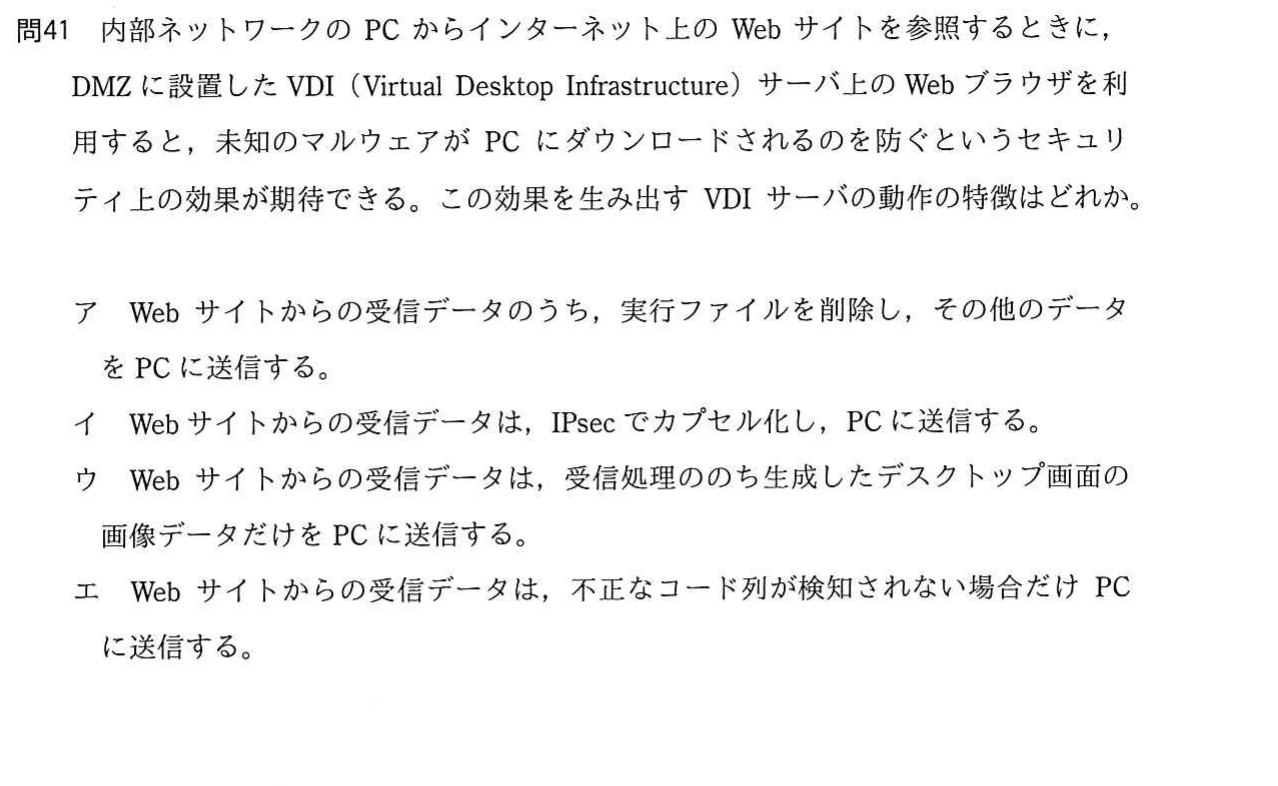 問41 内部ネットワークの PC からインターネット上の Web サイトを参照するときに，
DMZ に設置した VDI（Virtual Desktop Infrastructure）サーバ上の Web ブラウザを利
用すると，未知のマルウェアが PC にダウンロードされるのを防ぐというセキュリ
ティ上の効果が期待できる。この効果を生み出す VDI サーバの動作の特徴はどれか。
ア Web サイトからの受信データのうち，実行ファイルを削除し，その他のデータ
を PC に送信する。
イ Web サイトからの受信データは，IPsec でカプセル化し，PC に送信する。
ウ Web サイトからの受信データは，受信処理ののち生成したデスクトップ画面の
画像データだけを PC に送信する。
エ Web サイトからの受信データは，不正なコード列が検知されない場合だけ PC
に送信する。